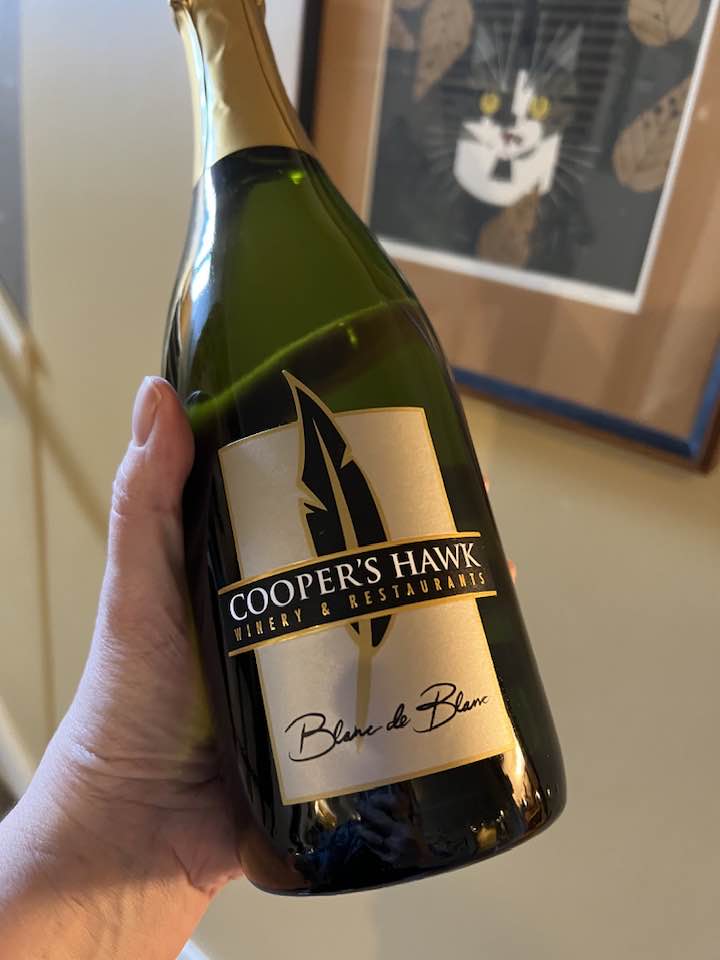 COOPER'S HAWK
WINERY & RESTAURANTS
Blanc de Blanc